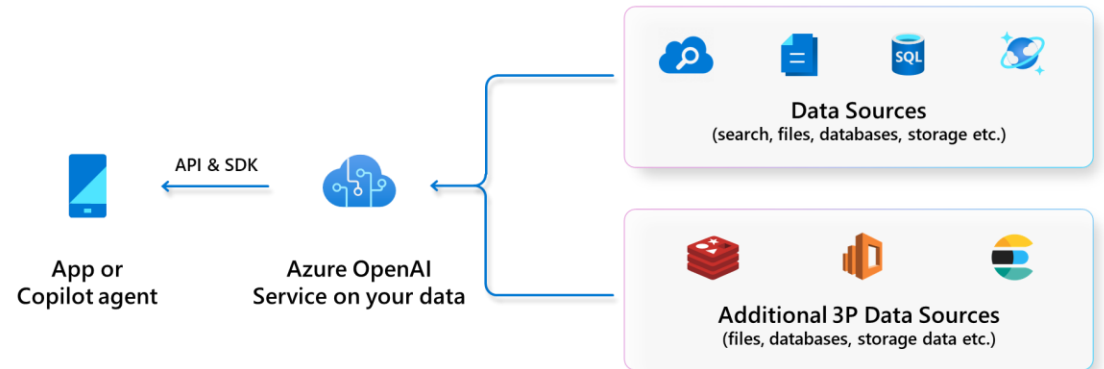 SQL
Data Sources
(search, files, databases, storage etc.)
API & SDK
App or
Copilot agent
Azure OpenAI
Service on your data
Additional 3P Data Sources
(files, databases, storage data etc.)